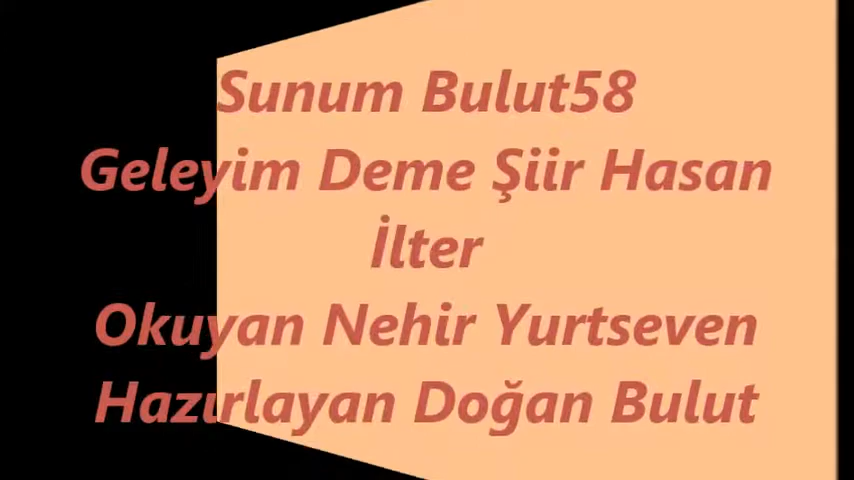 Sunum Bulut58
Geleyim Deme Şiir Hasan
İlter
Okuyan Nehir Yurtseven
Hazırlayan Doğan Bulut